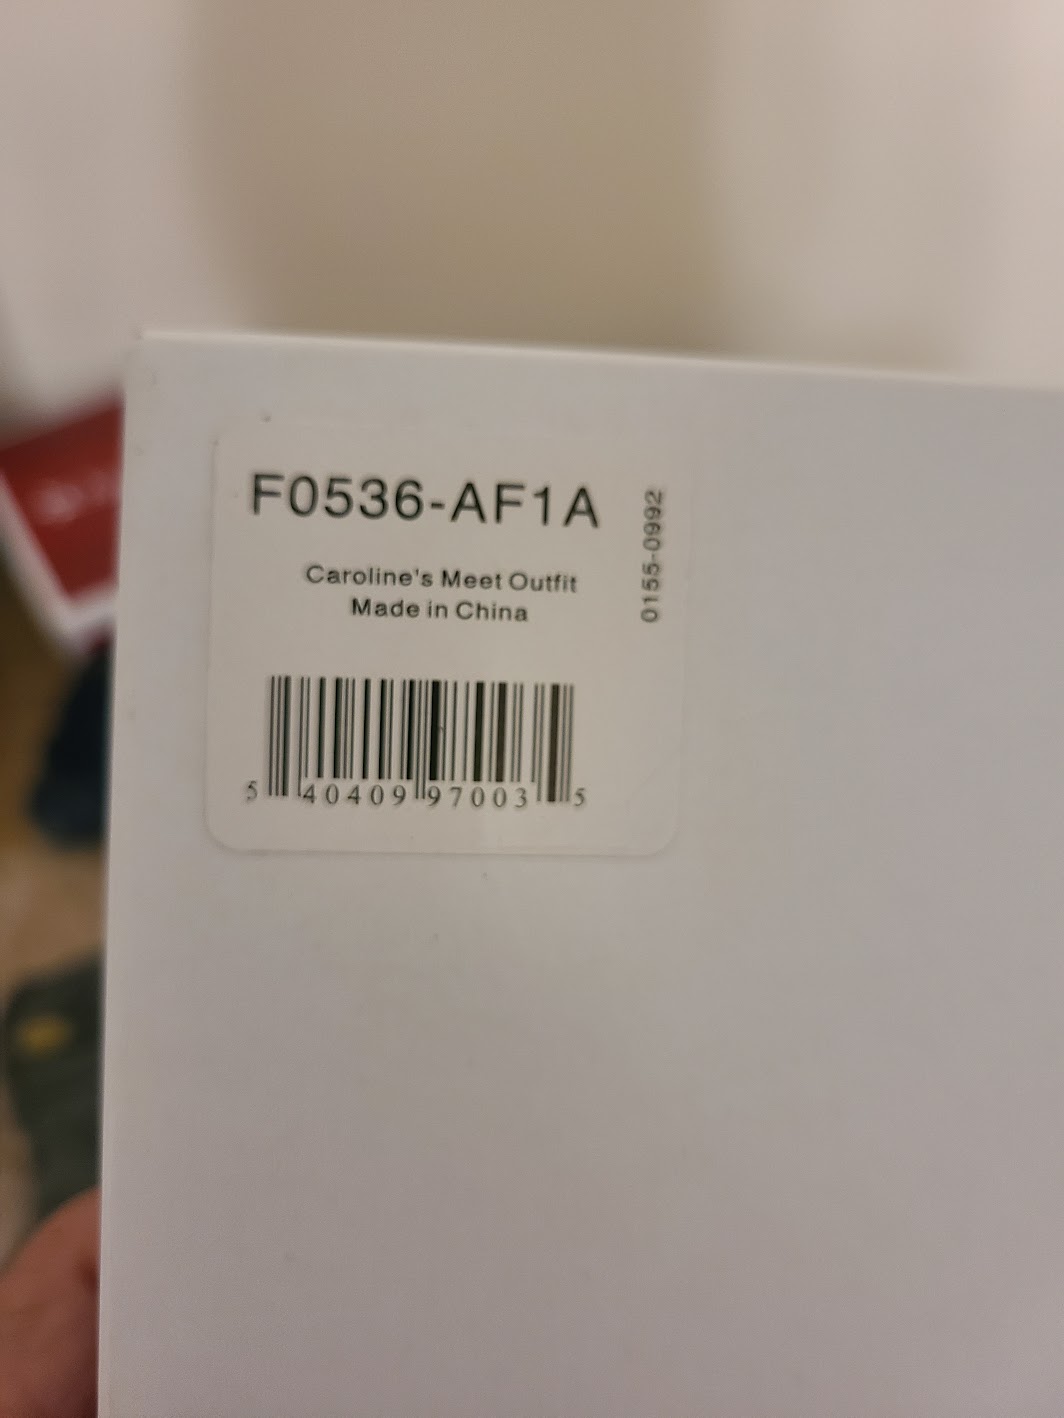 F0536-AF1A
0155-0992
Caroline's Meet Outfit
Made in China
5 40409 97003 5